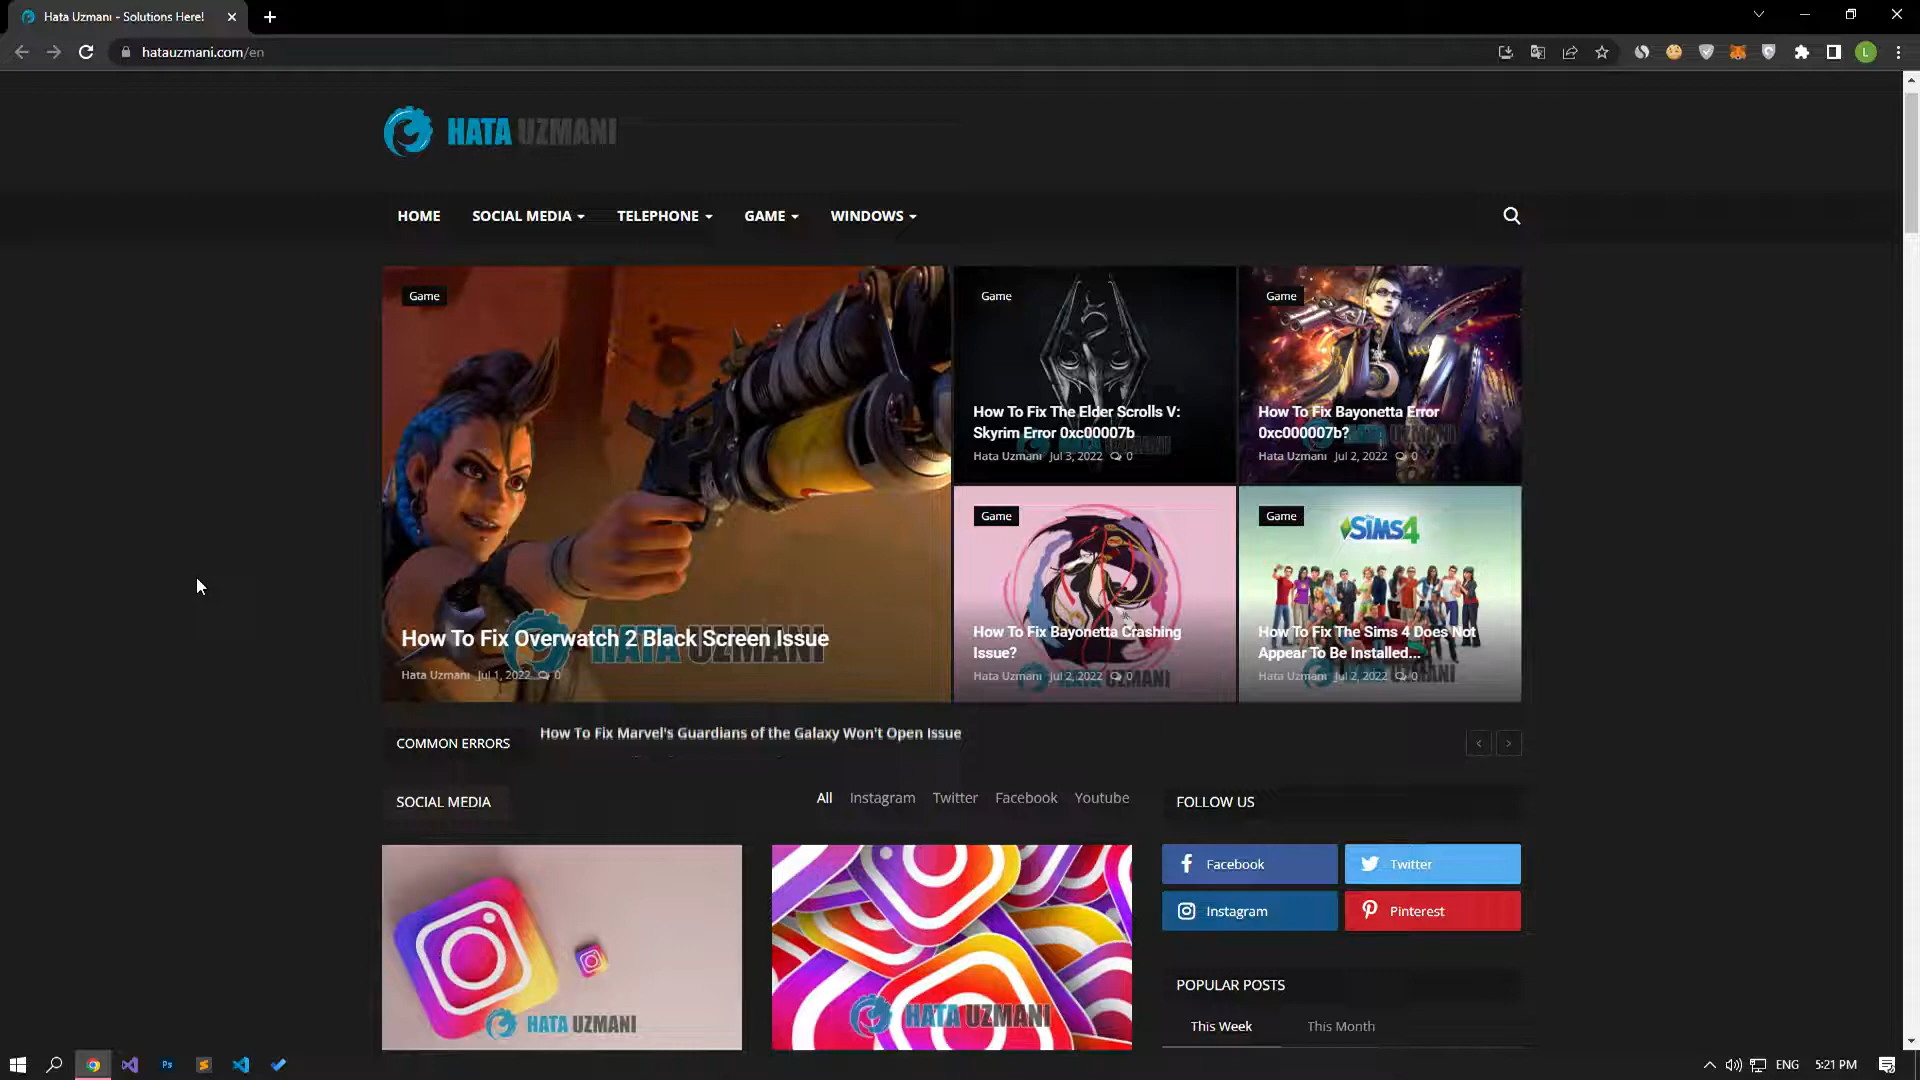 Hata Uzmanı - Solutions Here!
hatauzmani.com/en
HATA UZMANI
HOME
SOCIAL MEDIA
TELEPHONE
GAME
WINDOWS
Game
How To Fix Overwatch 2 Black Screen Issue
HATA UZMANI
Hata Uzmanı Jul 1, 2022 0
Game
How To Fix The Elder Scrolls V:
Skyrim Error 0xc00007b
Hata Uzmanı Jul 3, 2022 0
Game
How To Fix Bayonetta Error
0xc000007b?
Hata Uzmanı Jul 2, 2022 0
Game
How To Fix Bayonetta Crashing
Issue?
Hata Uzmanı Jul 2, 2022 0
Game
THE SIMS 4
How To Fix The Sims 4 Does Not
Appear To Be Installed...
Hata Uzmanı Jul 2, 2022 0
COMMON ERRORS
How To Fix Marvel's Guardians of the Galaxy Won't Open Issue
SOCIAL MEDIA
All Instagram Twitter Facebook Youtube
HATA UZMANI
HATA UZMANI
FOLLOW US
Facebook
Twitter
Instagram
Pinterest
POPULAR POSTS
This Week
This Month
L
Ps
ENG
5:21 PM